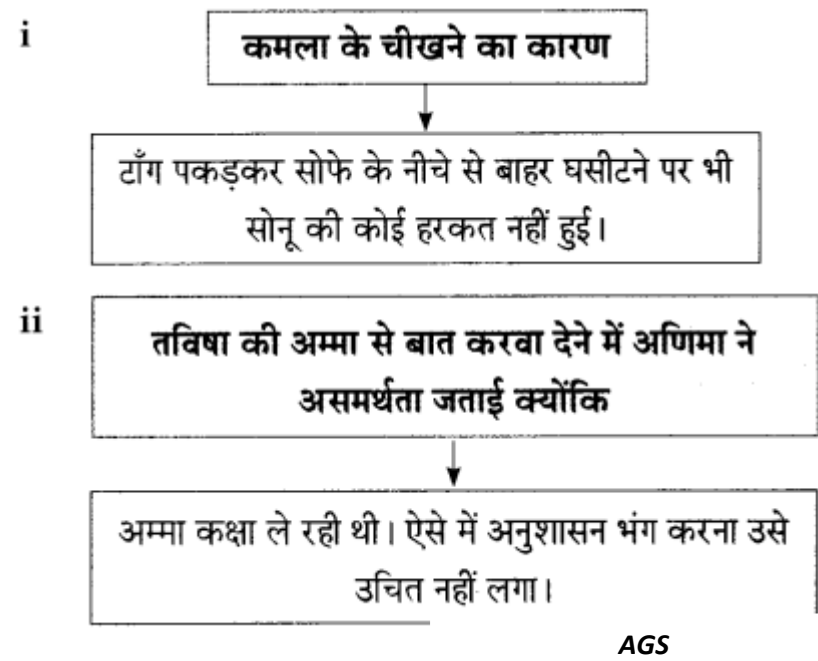 i
कमला के चीखने का कारण
टाँग पकड़कर सोफे के नीचे से बाहर घसीटने पर भी
सोनू की कोई हरकत नहीं हुई।
ii
तविषा की अम्मा से बात करवा देने में अणिमा ने
असमर्थता जताई क्योंकि
अम्मा कक्षा ले रही थी। ऐसे में अनुशासन भंग करना उसे
उचित नहीं लगा।
AGS